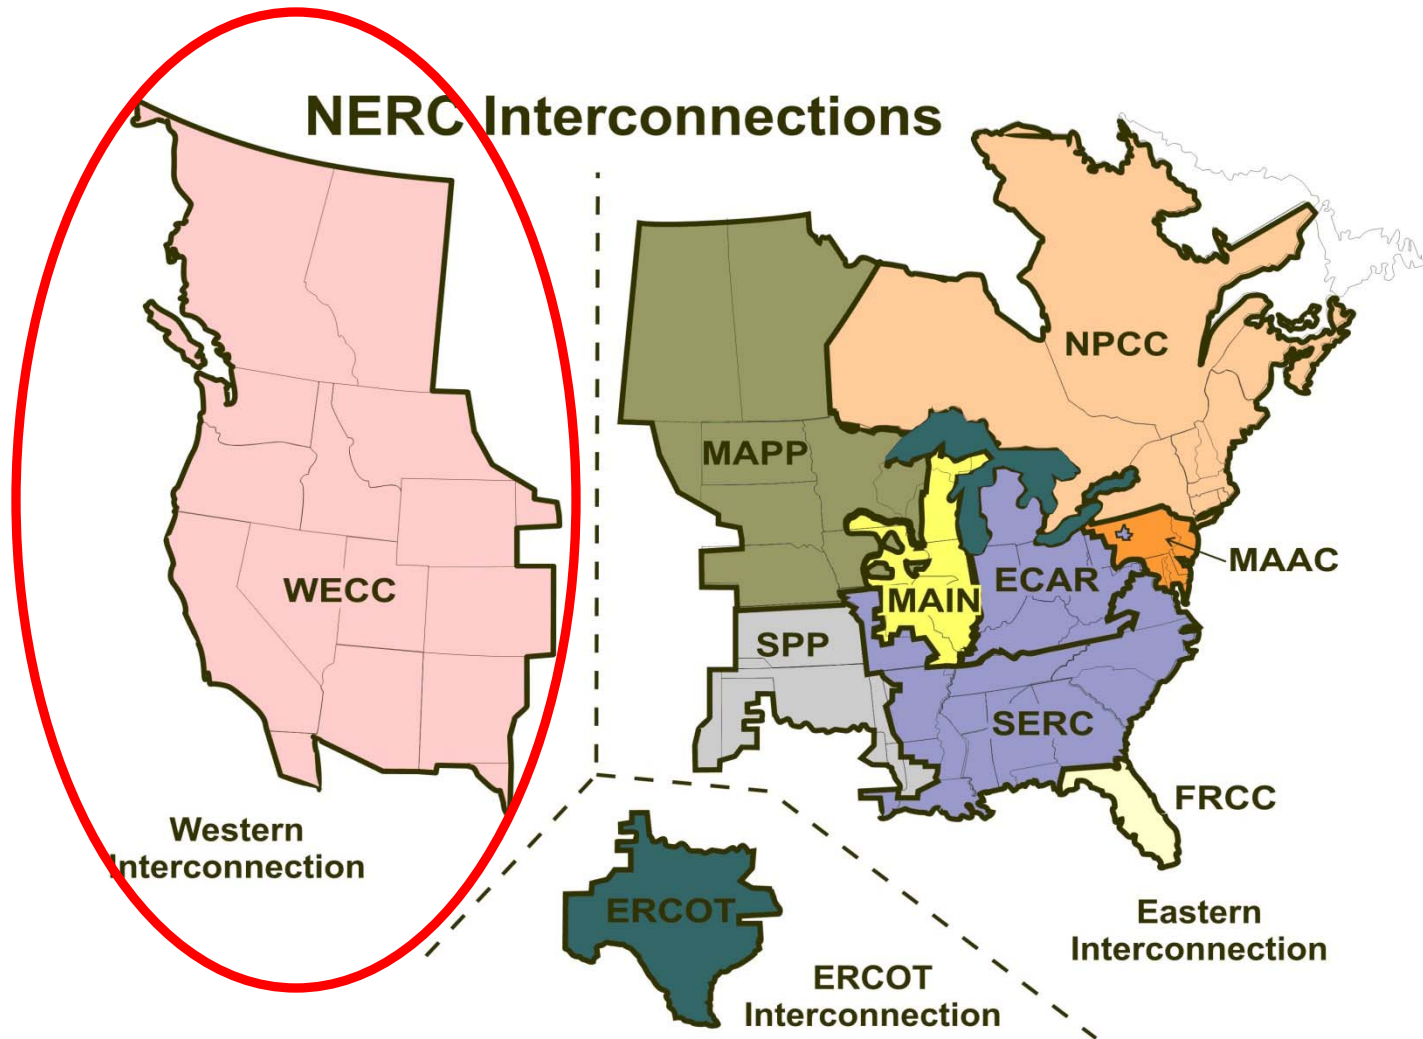 NERC Interconnections
NPCC
MAPP
MAAC
ECAR
WECC
MAIN
SPP
SERC
FRCC
Western
Interconnection
ERCOT
Eastern
Interconnection
ERCOT
Interconnection